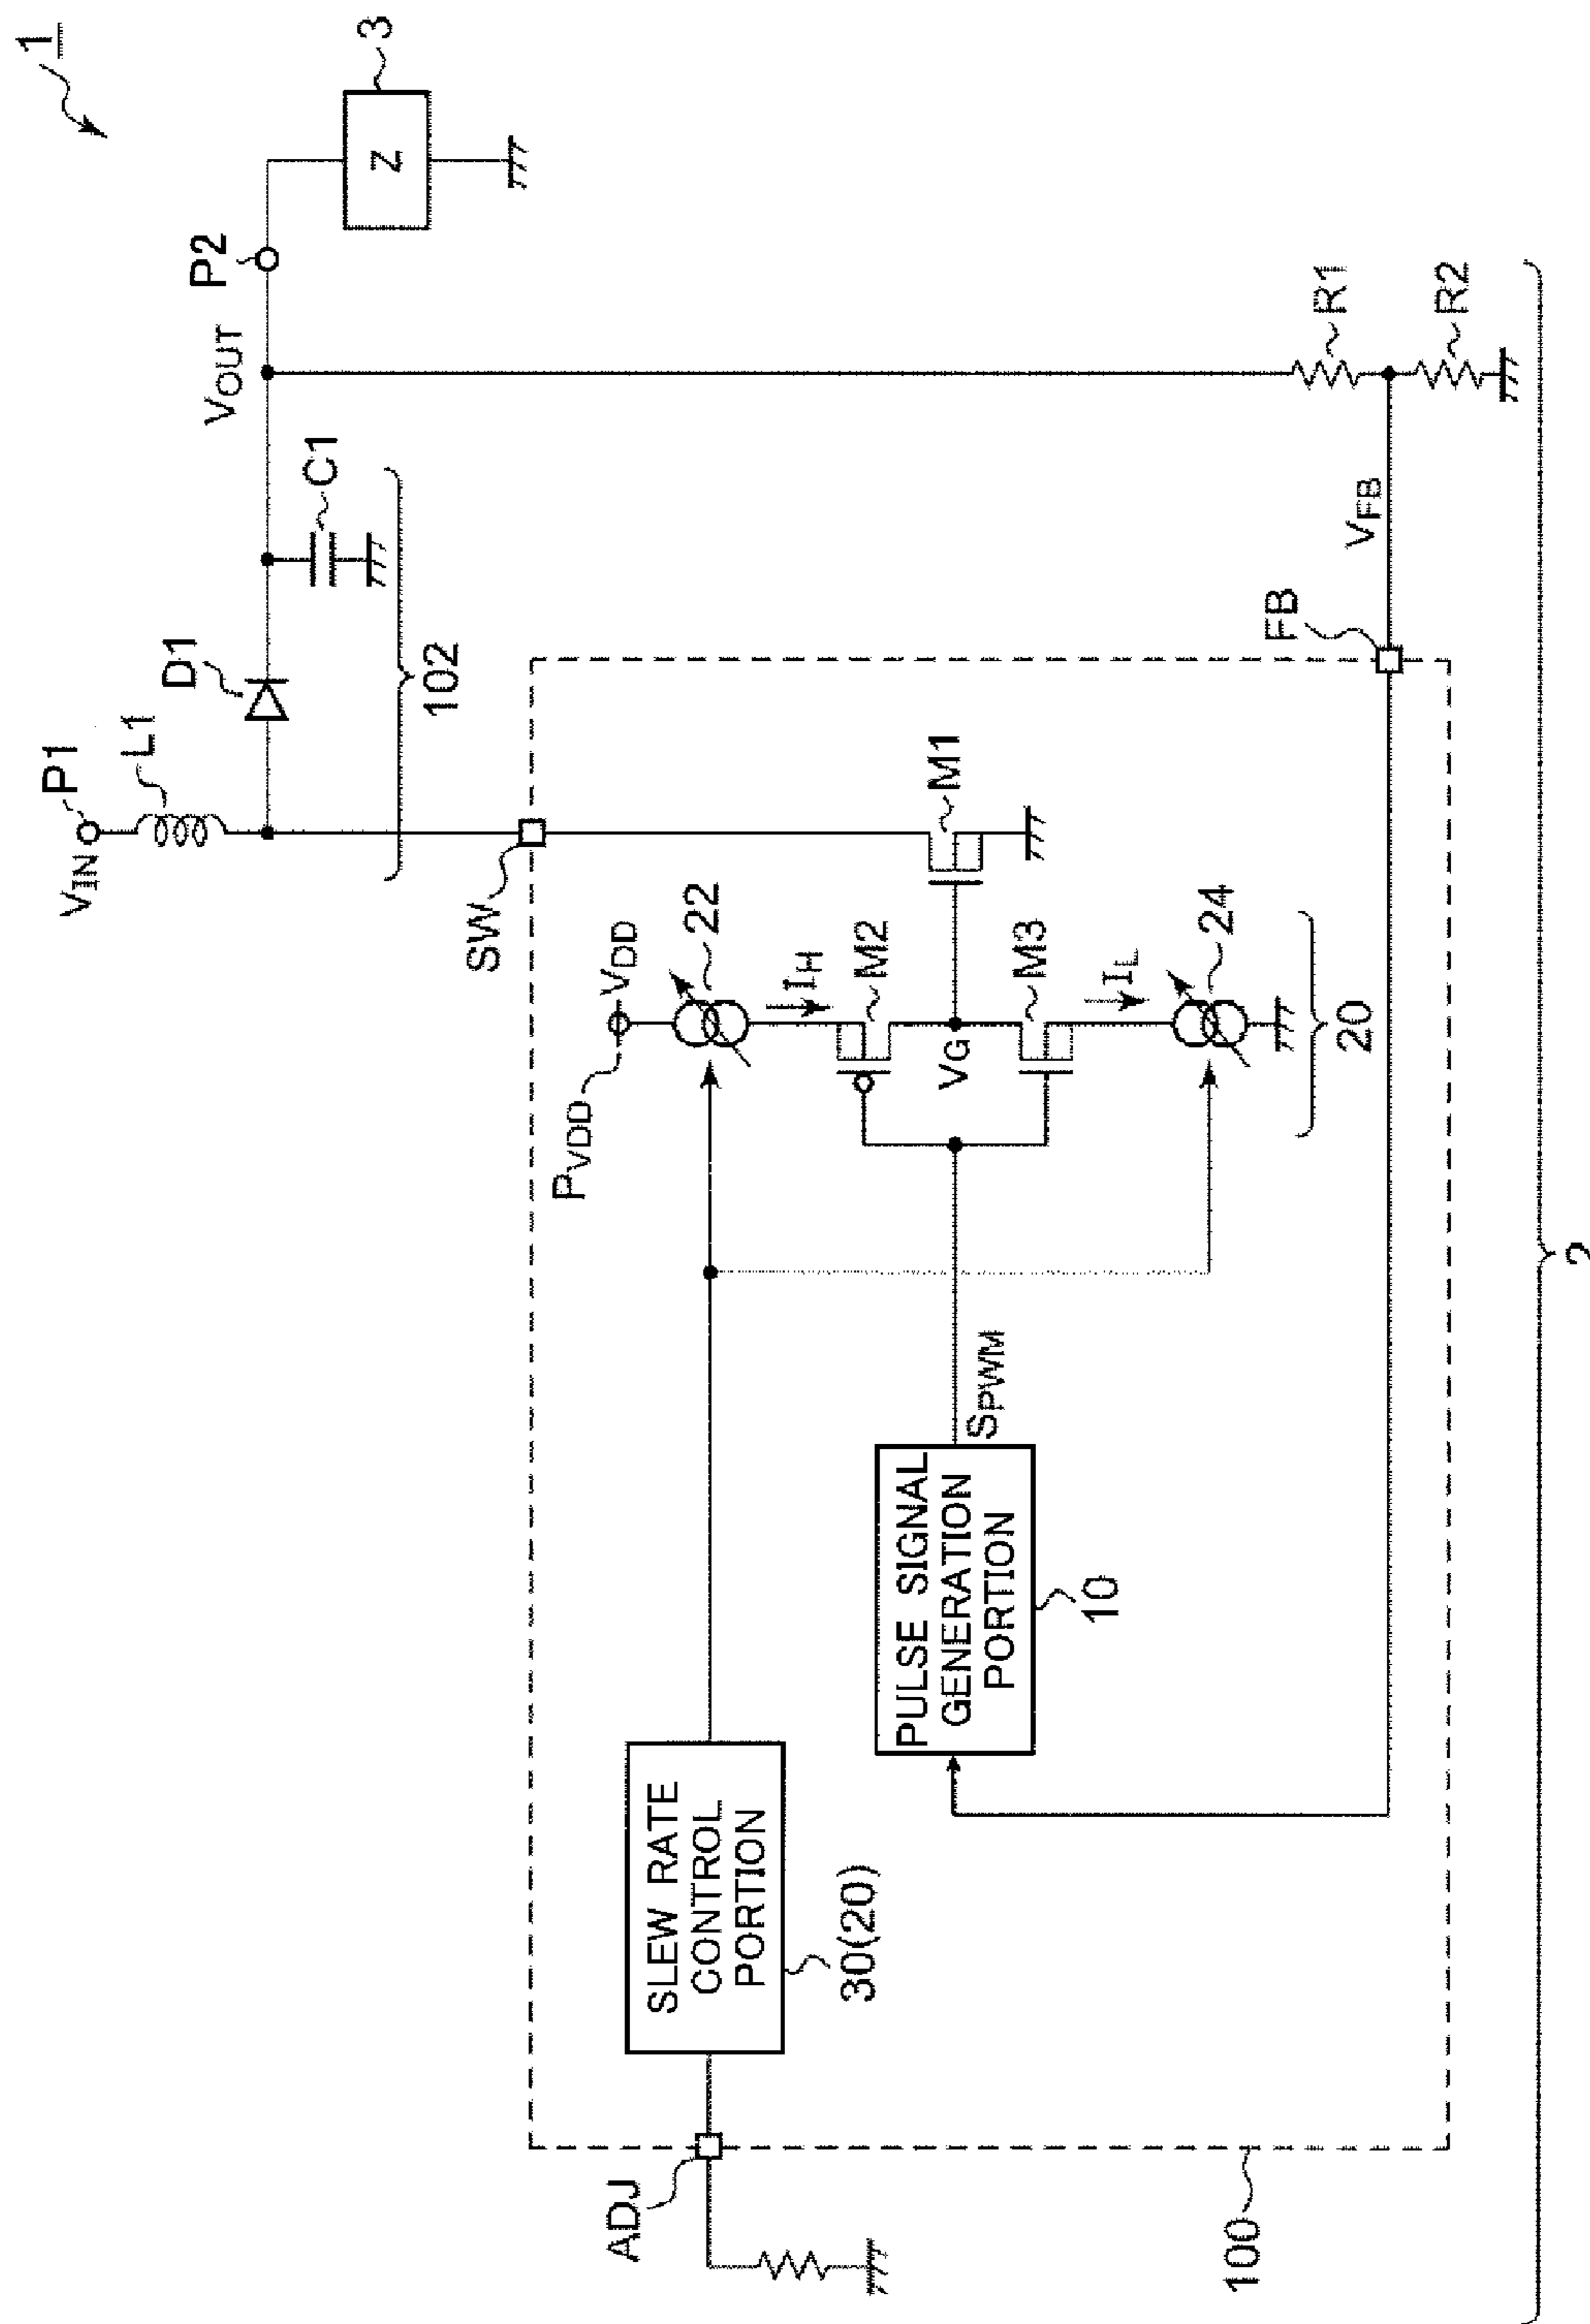 1
P1
VIN
L1
D1
VOUT
P2
3
Z
C1
102
SW
PVDD
VDD
22
IH
M2
M1
VG
M3
IL
24
20
SLEW RATE
CONTROL
PORTION
30(20)
ADJ
PULSE SIGNAL
GENERATION
PORTION
10
SPWM
FB
VFB
R1
R2
100
2